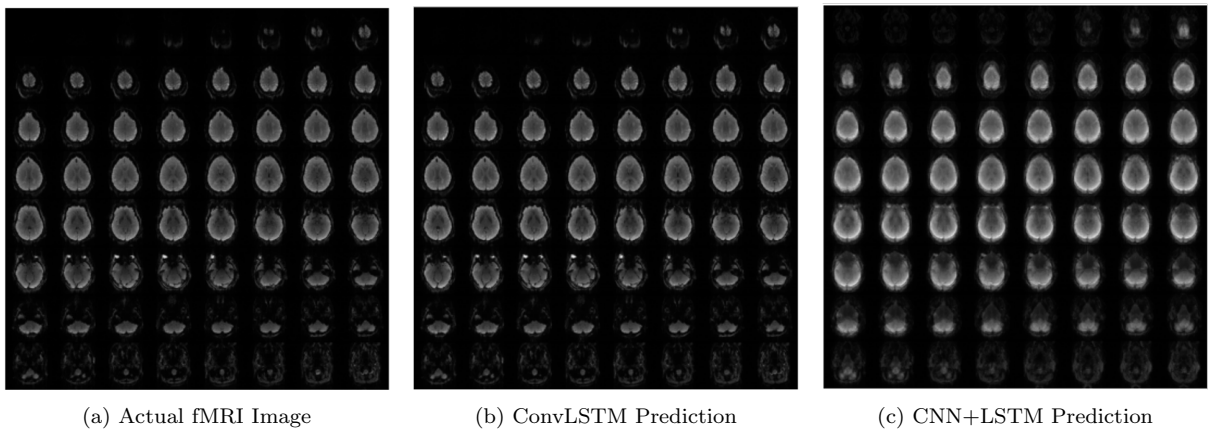 (a) Actual fMRI Image
(b) ConvLSTM Prediction
(c) CNN+LSTM Prediction